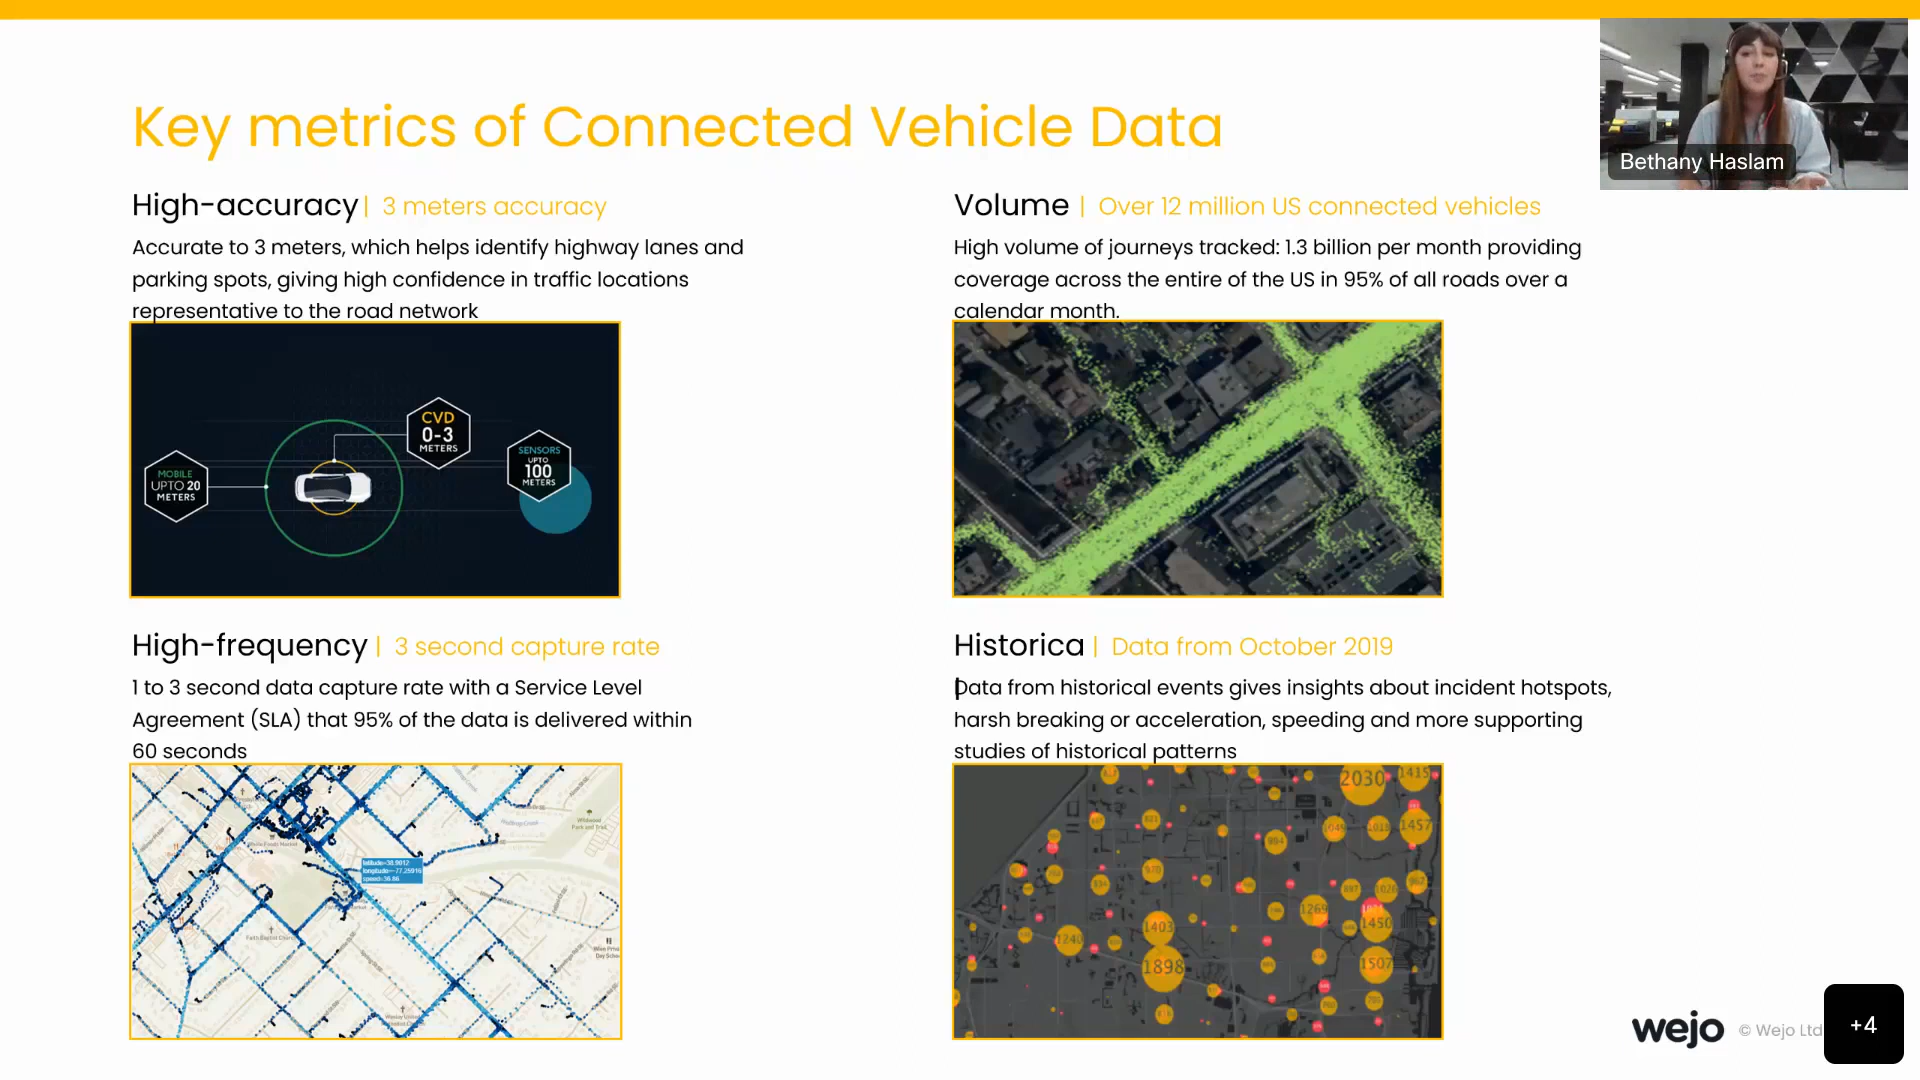 Key metrics of Connected Vehicle Data
Bethany Haslam
High-accuracy | 3 meters accuracy
Accurate to 3 meters, which helps identify highway lanes and
parking spots, giving high confidence in traffic locations
representative to the road network
MOBILE
UPTO 20
METERS
CVD
0-3
METERS
SENSORS
UPTO
100
METERS
Volume | Over 12 million US connected vehicles
High volume of journeys tracked: 1.3 billion per month providing
coverage across the entire of the US in 95% of all roads over a
calendar month.
High-frequency | 3 second capture rate
1 to 3 second data capture rate with a Service Level
Agreement (SLA) that 95% of the data is delivered within
60 seconds
Historica | Data from October 2019
Data from historical events gives insights about incident hotspots,
harsh breaking or acceleration, speeding and more supporting
studies of historical patterns
2030
1415
1457
1269
1450
1403
1240
1898
1507
wejo
© Wejo Ltd
+4